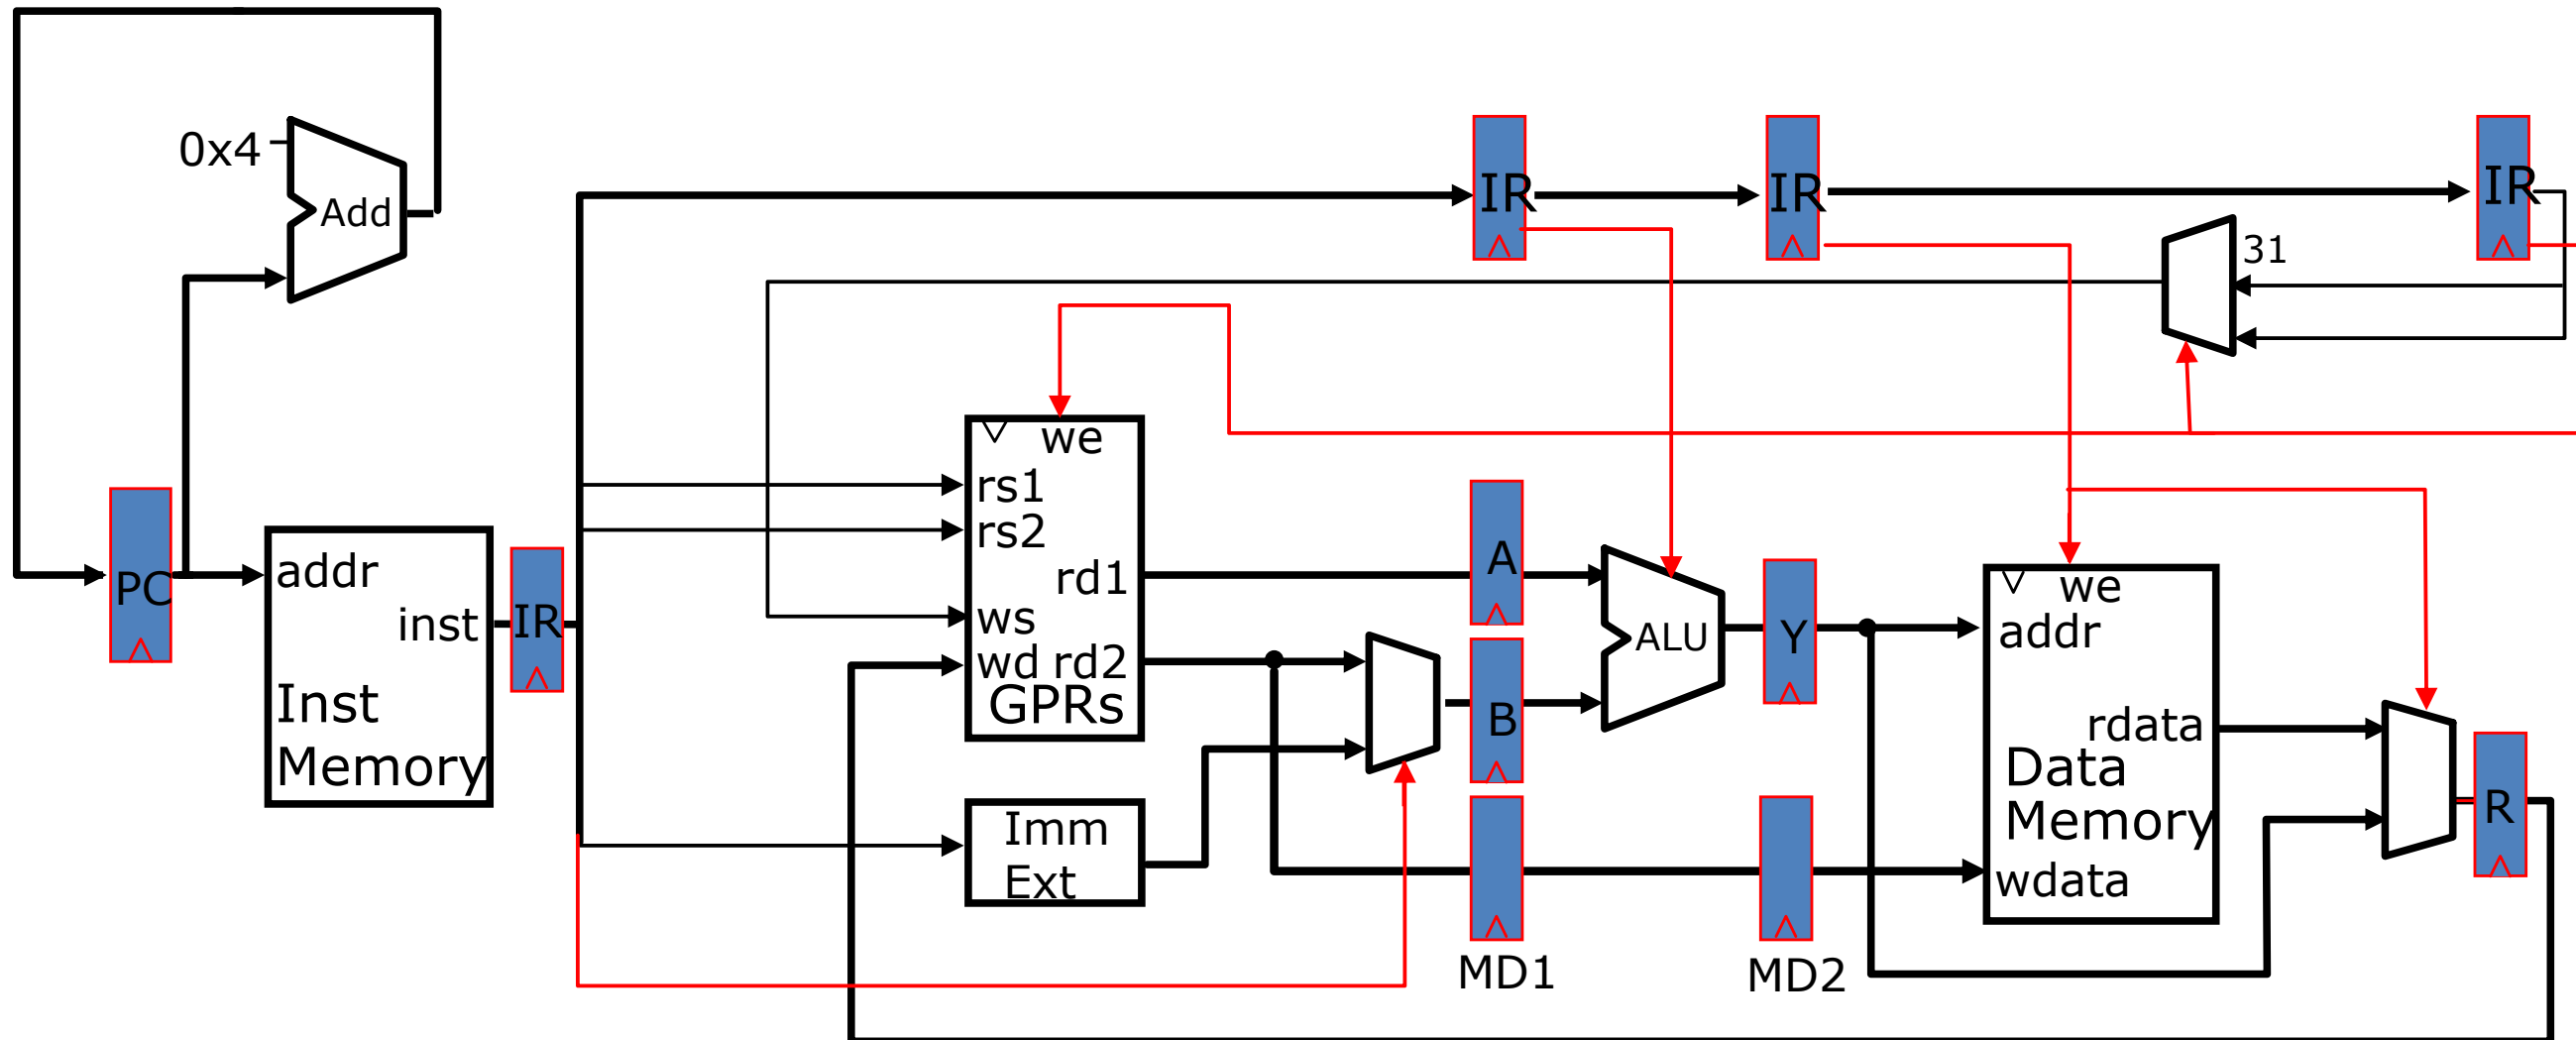 0x4
Add
IR
IR
IR
31
we
rs1
rs2
rd1
ws
wd rd2
GPRs
PC
addr
inst
Inst
Memory
IR
A
B
ALU
Y
we
addr
rdata
Data
Memory
wdata
R
Imm
Ext
MD1
MD2